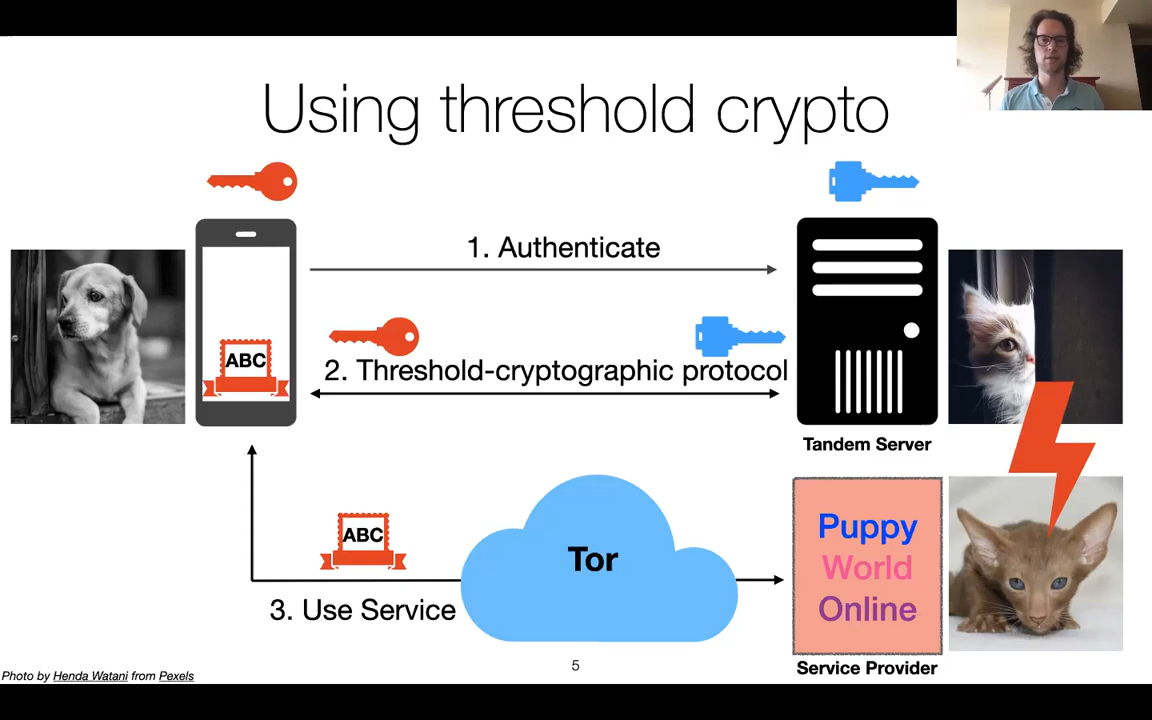 Using threshold crypto
1. Authenticate
2. Threshold-cryptographic protocol
ABC
Tandem Server
ABC
Tor
Puppy
World
Online
3. Use Service
Service Provider
5
Photo by Henda Watani from Pexels